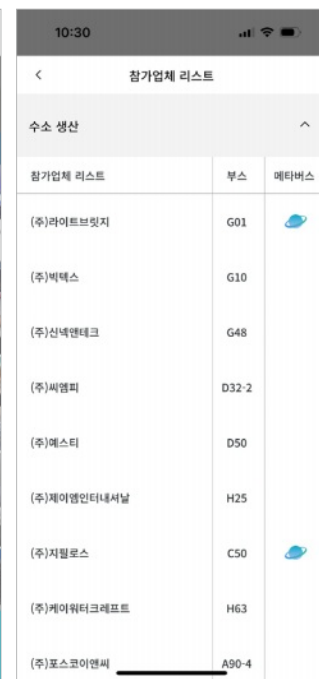 10:30
참가업체 리스트
수소 생산
참가업체 리스트 부스 메타버스
(주)라이트브릿지 G01
(주)빅텍스 G10
(주)신넥앤테크 G48
(주)씨엠피 D32-2
(주)예스티 D50
(주)제이엠인터내셔날 H25
(주)지필로스 C50
(주)케이워터크레프트 H63
(주)포스코이앤씨 A90-4